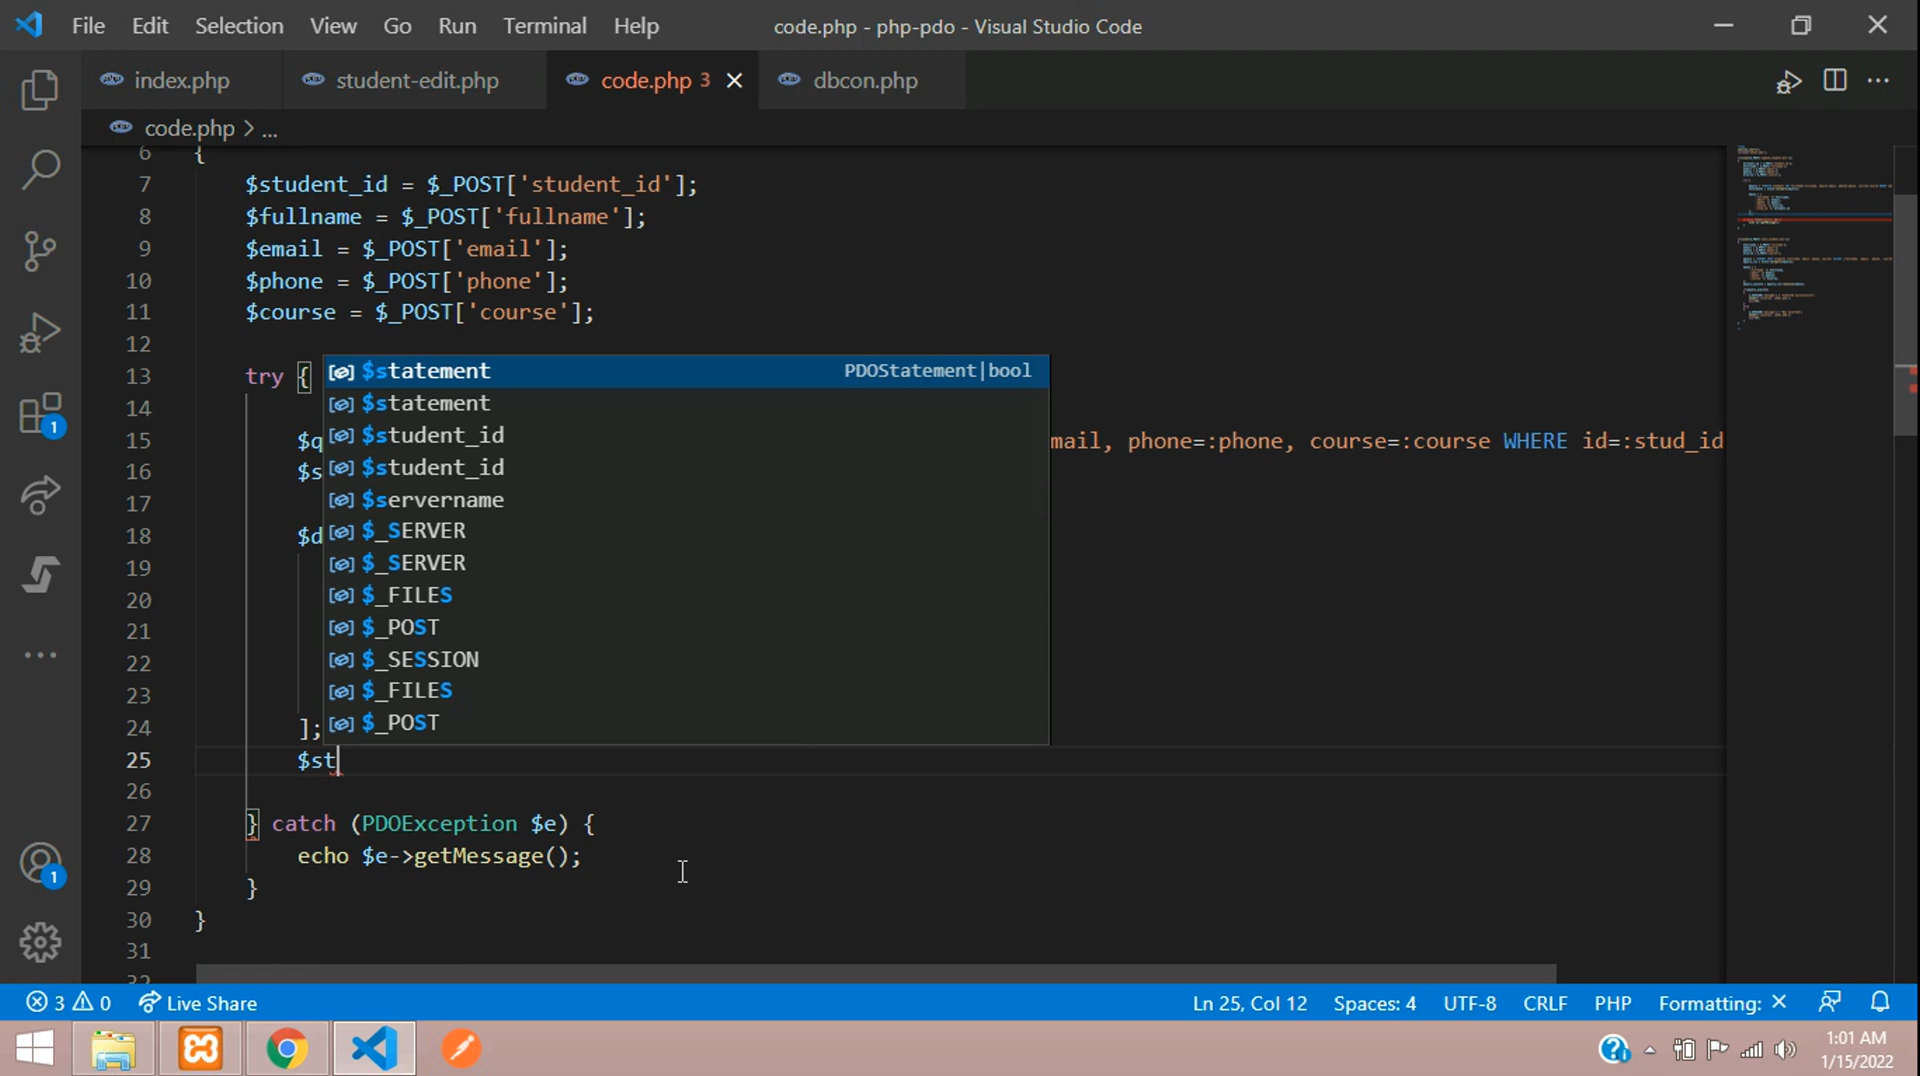 File Edit Selection View Go Run Terminal Help code.php - php-pdo - Visual Studio Code
index.php student-edit.php code.php 3 dbcon.php
code.php > ...
6 {
7 $student_id = $_POST['student_id'];
8 $fullname = $_POST['fullname'];
9 $email = $_POST['email'];
10 $phone = $_POST['phone'];
11 $course = $_POST['course'];
12
13 try {
14
15 $q mail, phone=:phone, course=:course WHERE id=:stud_id
16 $s
17
18 $d
19
20
21
22
23
24 ];
25 $st
26
27 } catch (PDOException $e) {
28 echo $e->getMessage();
29 }
30 }
31
32
$statement PDOStatement|bool
$statement
$student_id
$student_id
$servername
$_SERVER
$_SERVER
$_FILES
$_POST
$_SESSION
$_FILES
$_POST
1
1
3 0 Live Share Ln 25, Col 12 Spaces: 4 UTF-8 CRLF PHP Formatting: ×
1:01 AM
1/15/2022